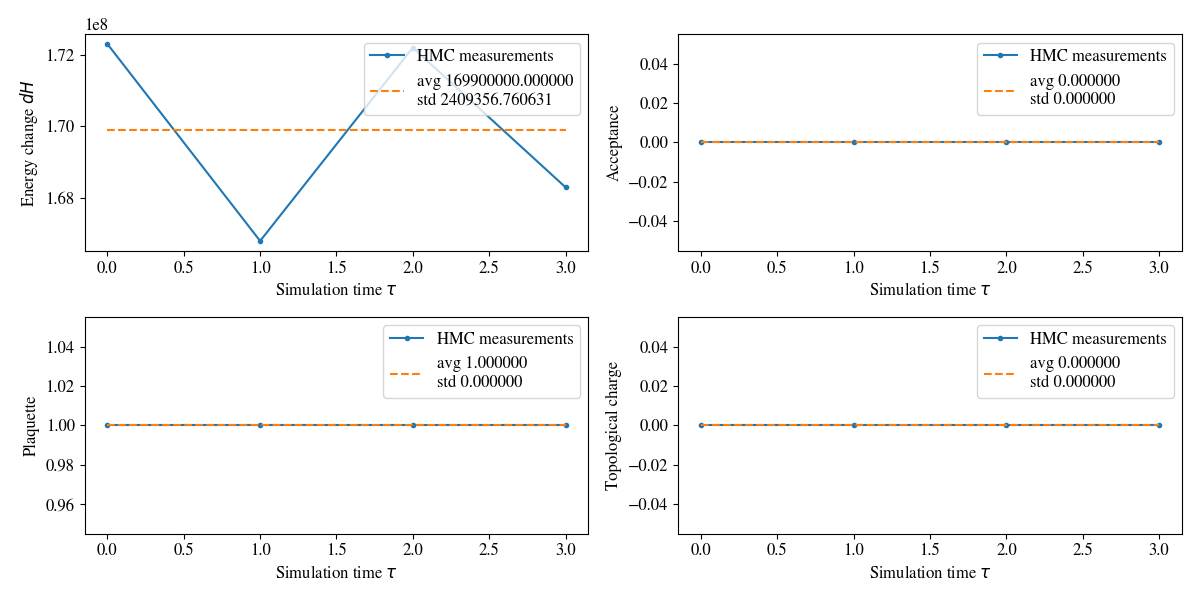 1e8
172
170
168
Energy change dH
HMC measurements
avg 169900000.000000
std 2409356.760631
0.0 0.5 1.0 1.5 2.0 2.5 3.0
Simulation time τ
0.04
0.02
0.00
−0.02
−0.04
Acceptance
HMC measurements
avg 0.000000
std 0.000000
0.0 0.5 1.0 1.5 2.0 2.5 3.0
Simulation time τ
1.04
1.02
1.00
0.98
0.96
Plaquette
HMC measurements
avg 1.000000
std 0.000000
0.0 0.5 1.0 1.5 2.0 2.5 3.0
Simulation time τ
0.04
0.02
0.00
−0.02
−0.04
Topological charge
HMC measurements
avg 0.000000
std 0.000000
0.0 0.5 1.0 1.5 2.0 2.5 3.0
Simulation time τ